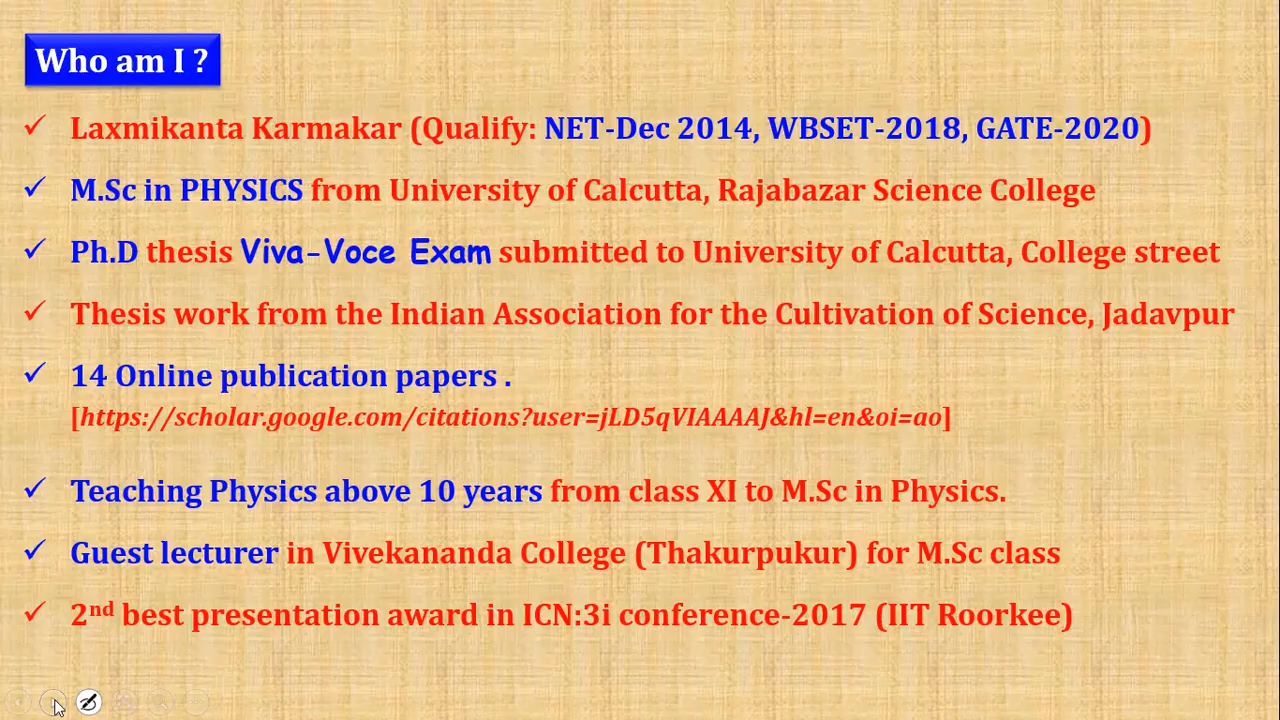 Who am I ?
✓ Laxmikanta Karmakar (Qualify: NET-Dec 2014, WBSET-2018, GATE-2020)
✓ M.Sc in PHYSICS from University of Calcutta, Rajabazar Science College
✓ Ph.D thesis Viva-Voce Exam submitted to University of Calcutta, College street
✓ Thesis work from the Indian Association for the Cultivation of Science, Jadavpur
✓ 14 Online publication papers .
[https://scholar.google.com/citations?user=jLD5qVIAAAAJ&hl=en&oi=ao]
✓ Teaching Physics above 10 years from class XI to M.Sc in Physics.
✓ Guest lecturer in Vivekananda College (Thakurpukur) for M.Sc class
✓ 2nd best presentation award in ICN:3i conference-2017 (IIT Roorkee)